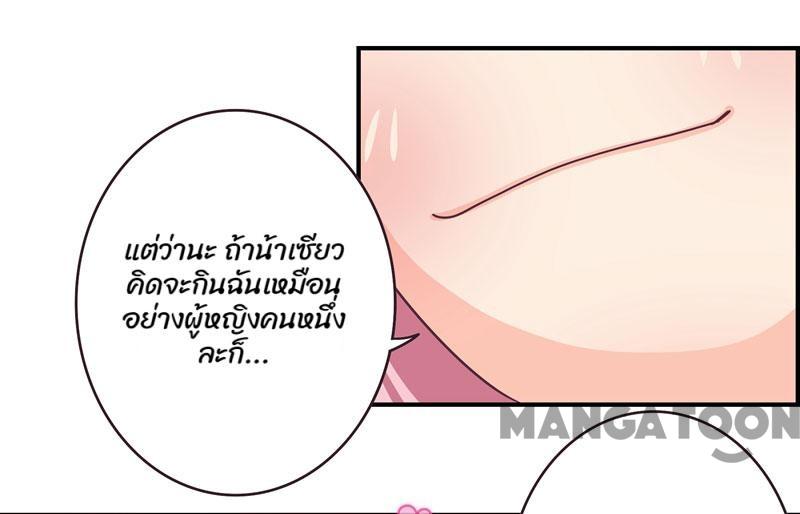 แต่ว่านะ ถ้าน้าเซียว
คิดจะกินฉันเหมือน
อย่างผู้หญิงคนหนึ่ง
ละก็...
MANGATOON